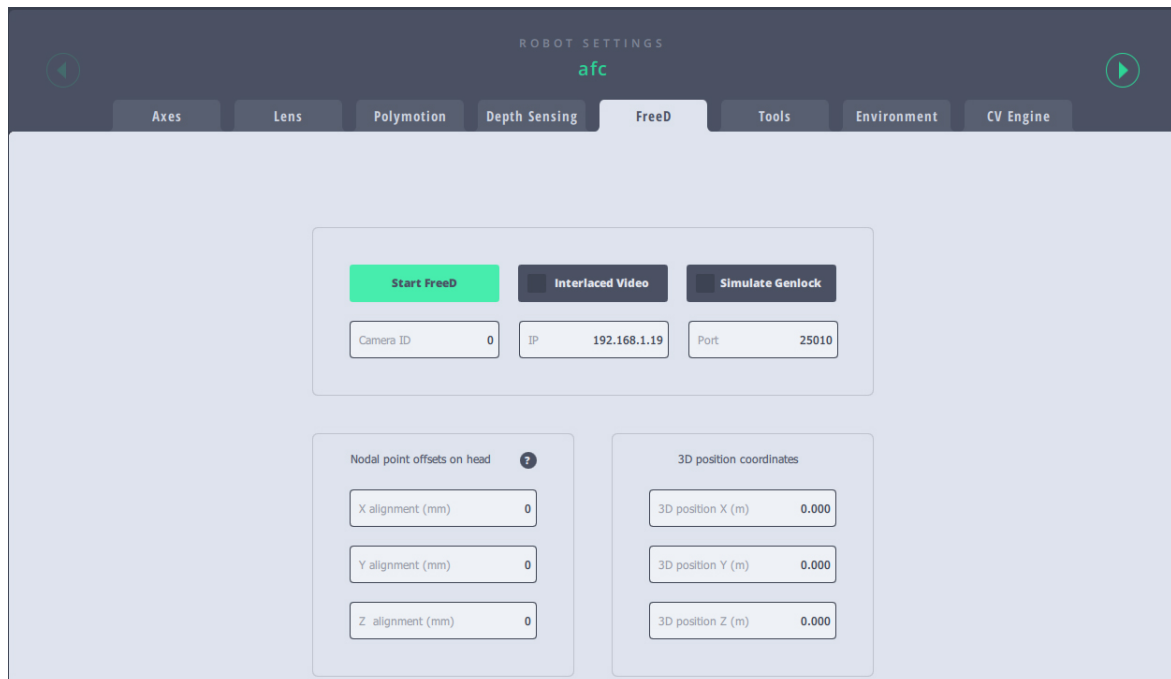 ROBOT SETTINGS
afc
Axes Lens Polymotion Depth Sensing FreeD Tools Environment CV Engine
Start FreeD Interlaced Video Simulate Genlock
Camera ID 0 IP 192.168.1.19 Port 25010
Nodal point offsets on head ?
X alignment (mm) 0
Y alignment (mm) 0
Z alignment (mm) 0
3D position coordinates
3D position X (m) 0.000
3D position Y (m) 0.000
3D position Z (m) 0.000